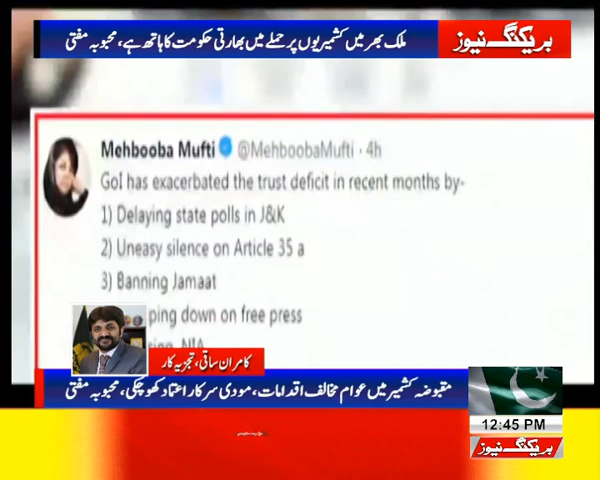 ملک بھر میں کشمیریوں پر حملے میں بھارتی حکومت کا ہاتھ ہے، محبوبہ مفتی
بریکنگ نیوز
Mehbooba Mufti @MehboobaMufti · 4h
GoI has exacerbated the trust deficit in recent months by-
1) Delaying state polls in J&K
2) Uneasy silence on Article 35 a
3) Banning Jamaat
ping down on free press
NIA
کامران ساقی، تجزیہ کار
مقبوضہ کشمیر میں عوام مخالف اقدامات، مودی سرکار اعتماد کھو چکی، محبوبہ مفتی
12:45 PM
بریکنگ نیوز